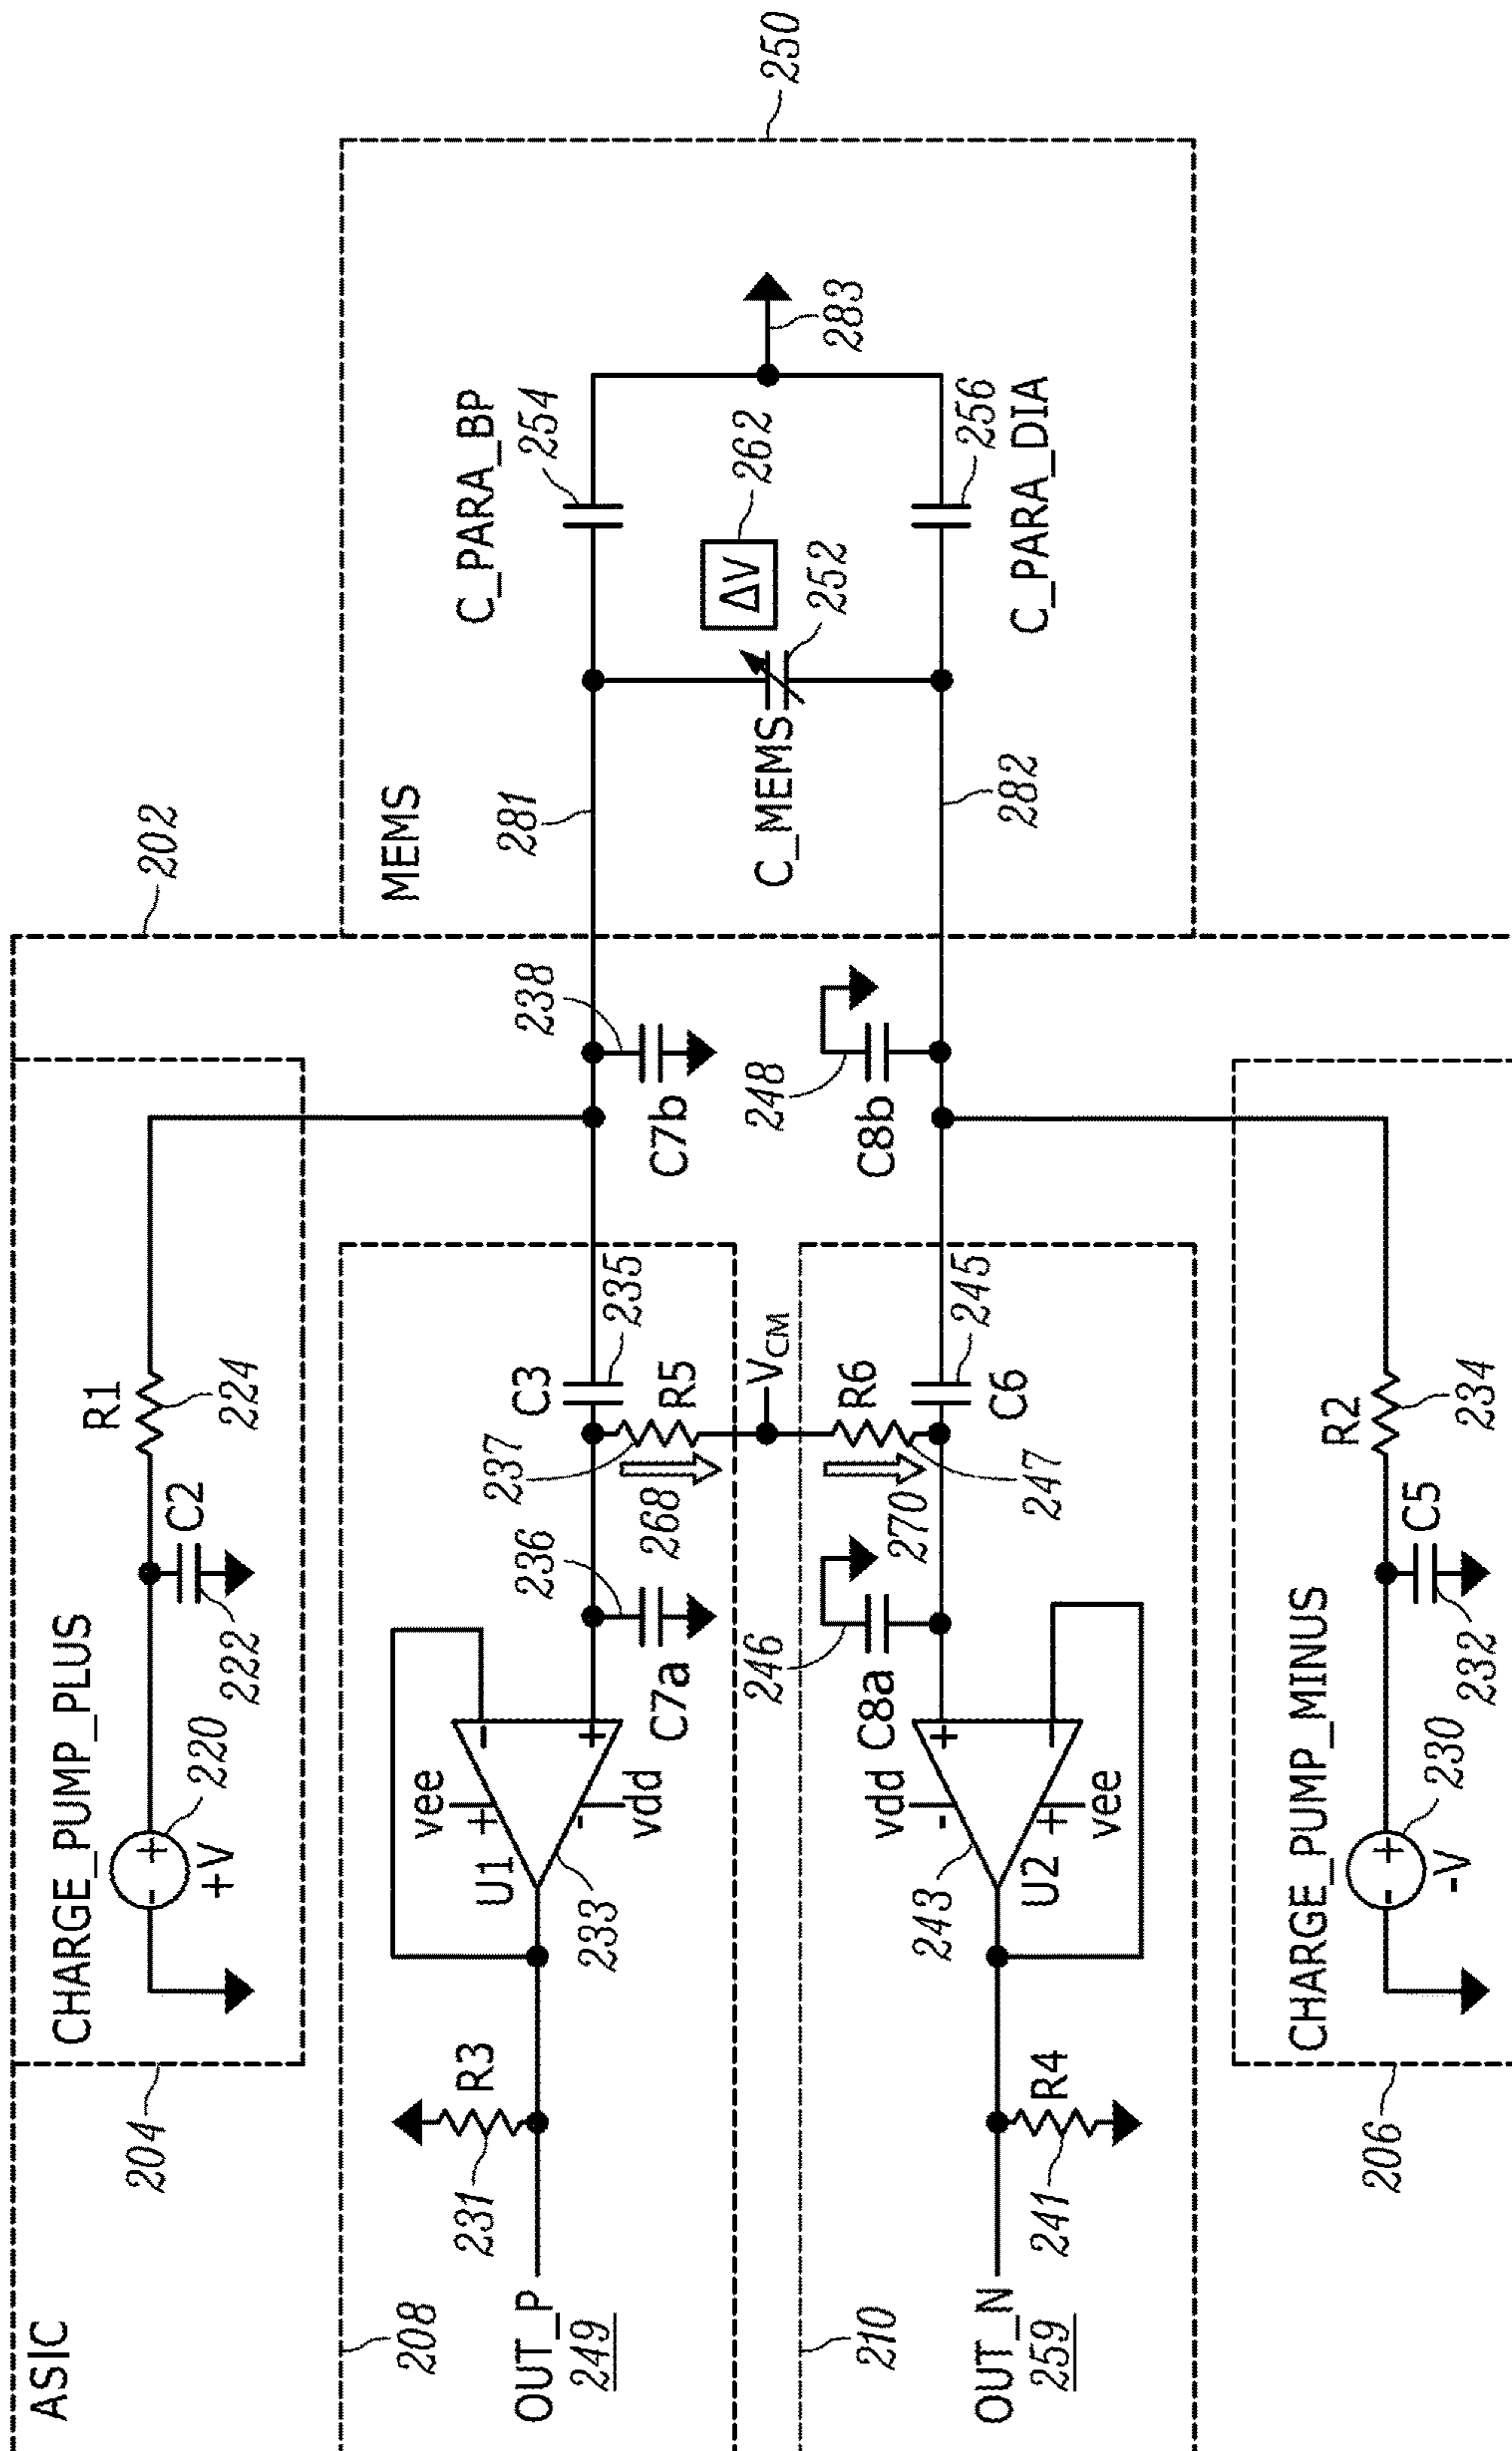 ASIC
202
CHARGE_PUMP_PLUS
204
220
+
-
+V
C2
222
R1
224
MEMS
250
208
OUT_P
249
R3
231
U1
vee
+
-
-
+
vdd
233
C7a
236
C3
235
R5
237
268
VCM
C7b
238
281
C_PARA_BP
254
ΔV
262
C_MEMS
252
283
210
OUT_N
259
R4
241
U2
vdd
-
+
+
-
vee
243
C8a
246
C6
245
R6
247
270
C8b
248
282
C_PARA_DIA
256
CHARGE_PUMP_MINUS
206
230
+
-
-V
C5
232
R2
234